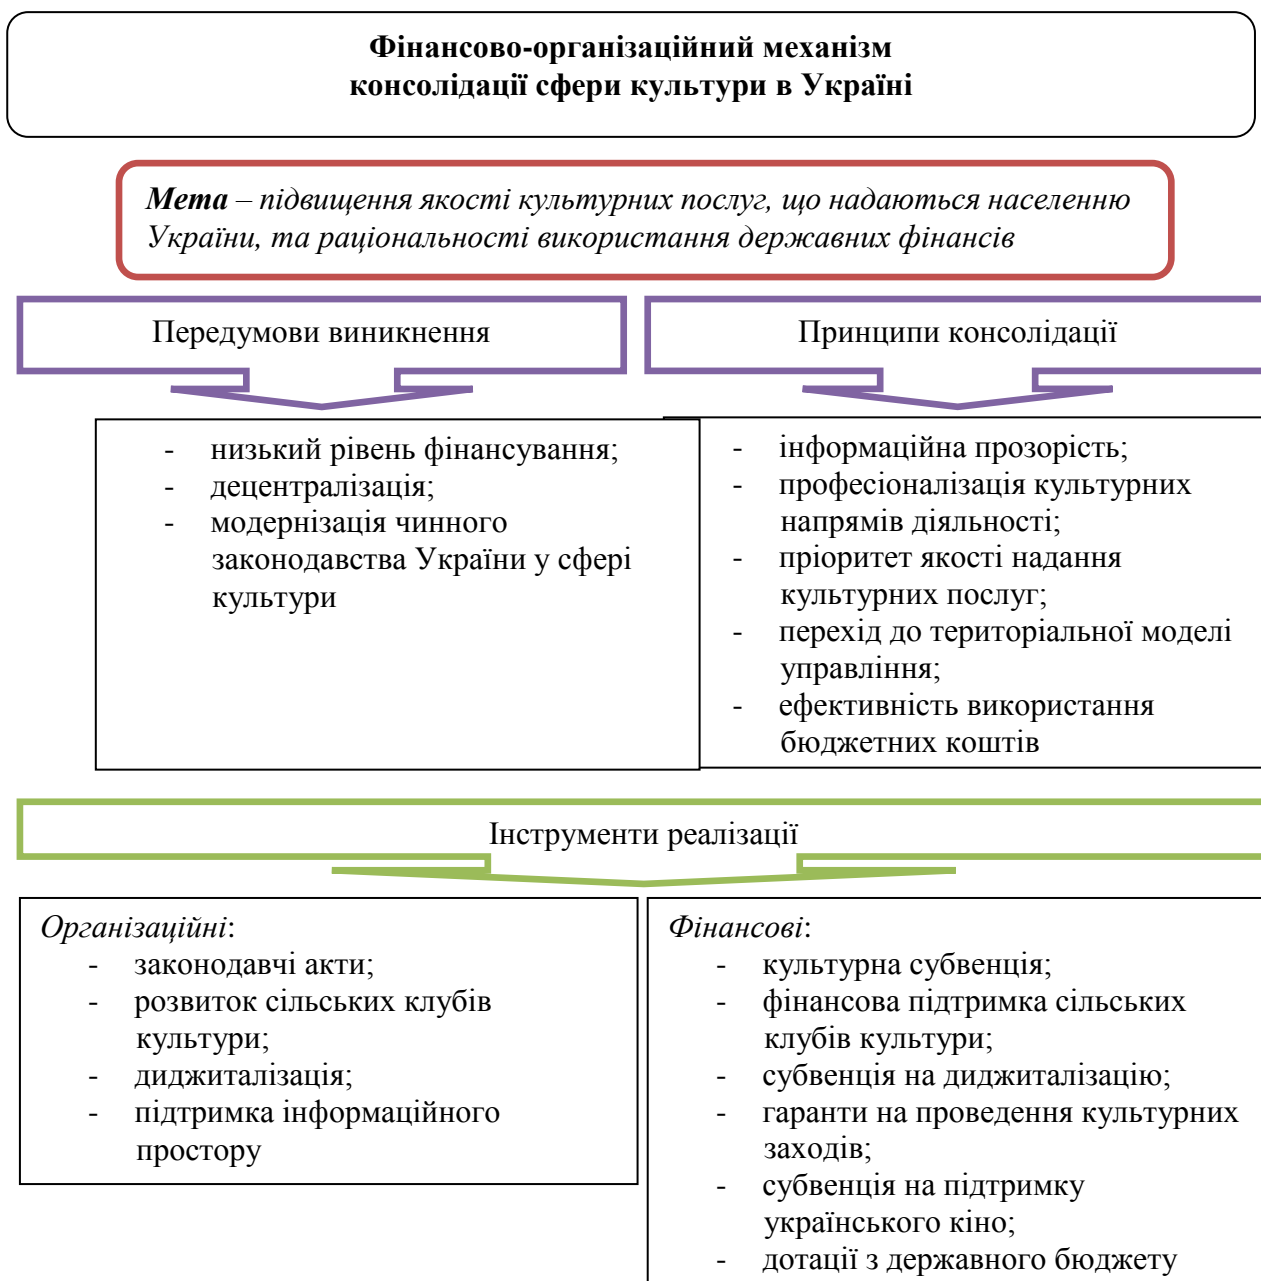 Фінансово-організаційний механізм
консолідації сфери культури в Україні
Мета – підвищення якості культурних послуг, що надаються населенню
України, та раціональності використання державних фінансів
Передумови виникнення
- низький рівень фінансування;
- децентралізація;
- модернізація чинного
законодавства України у сфері
культури
Принципи консолідації
- інформаційна прозорість;
- професіоналізація культурних
напрямів діяльності;
- пріоритет якості надання
культурних послуг;
- перехід до територіальної моделі
управління;
- ефективність використання
бюджетних коштів
Інструменти реалізації
Організаційні:
- законодавчі акти;
- розвиток сільських клубів
культури;
- диджиталізація;
- підтримка інформаційного
простору
Фінансові:
- культурна субвенція;
- фінансова підтримка сільських
клубів культури;
- субвенція на диджиталізацію;
- гаранти на проведення культурних
заходів;
- субвенція на підтримку
українського кіно;
- дотації з державного бюджету